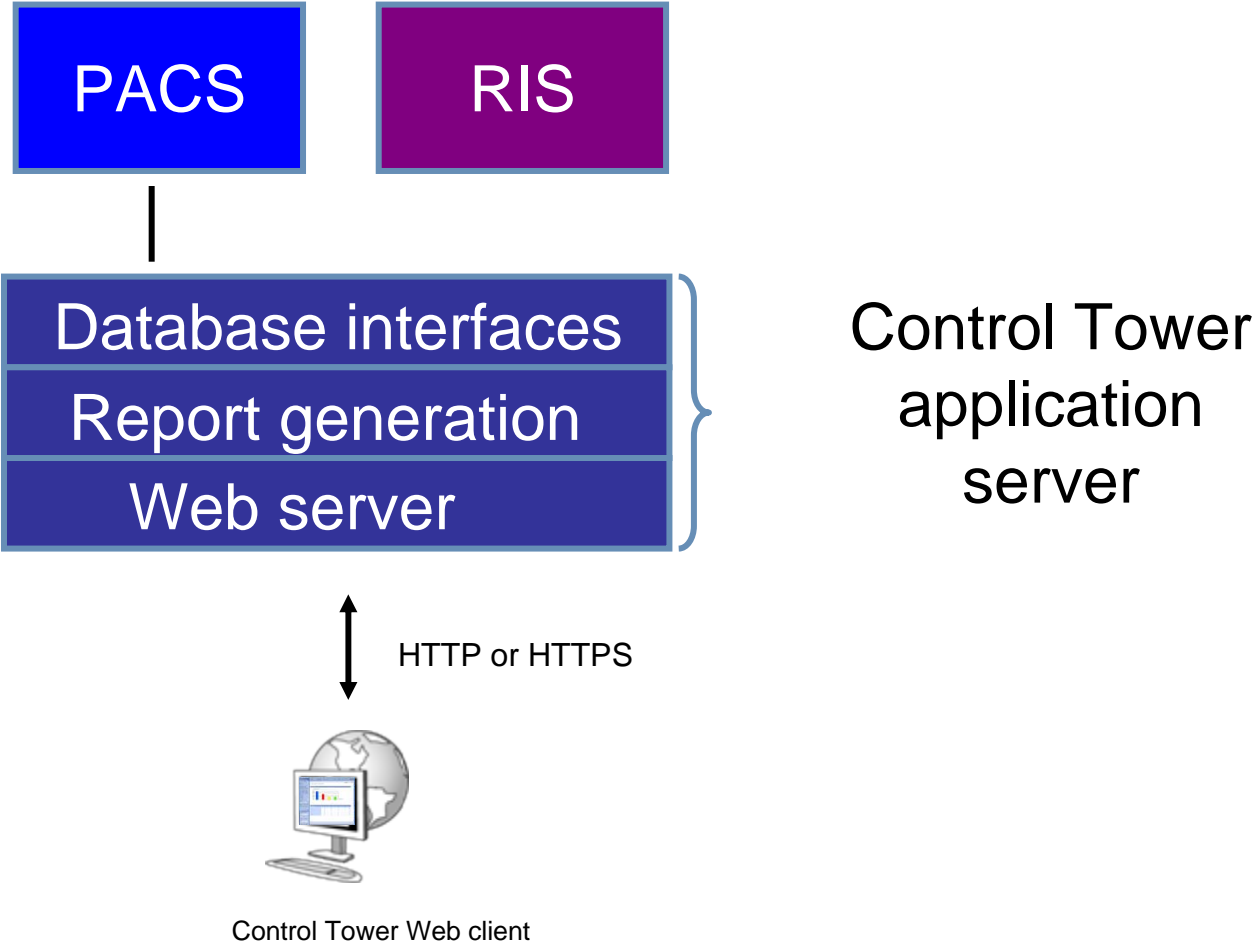 PACS
RIS
Database interfaces
Report generation
Web server
Control Tower
application
server
HTTP or HTTPS
Control Tower Web client